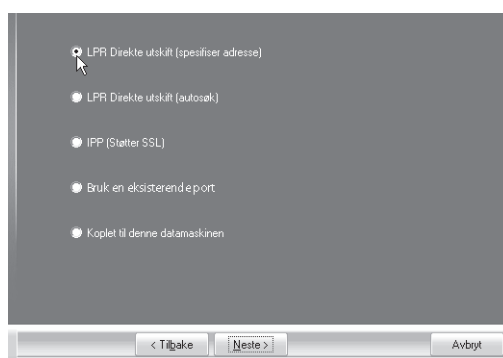 LPR Direkte utskift (spesifiser adresse)
LPR Direkte utskift (autosøk)
IPP (Støtter SSL)
Bruk en eksisterende port
Koplet til denne datamaskinen
< Tilbake
Neste >
Avbryt